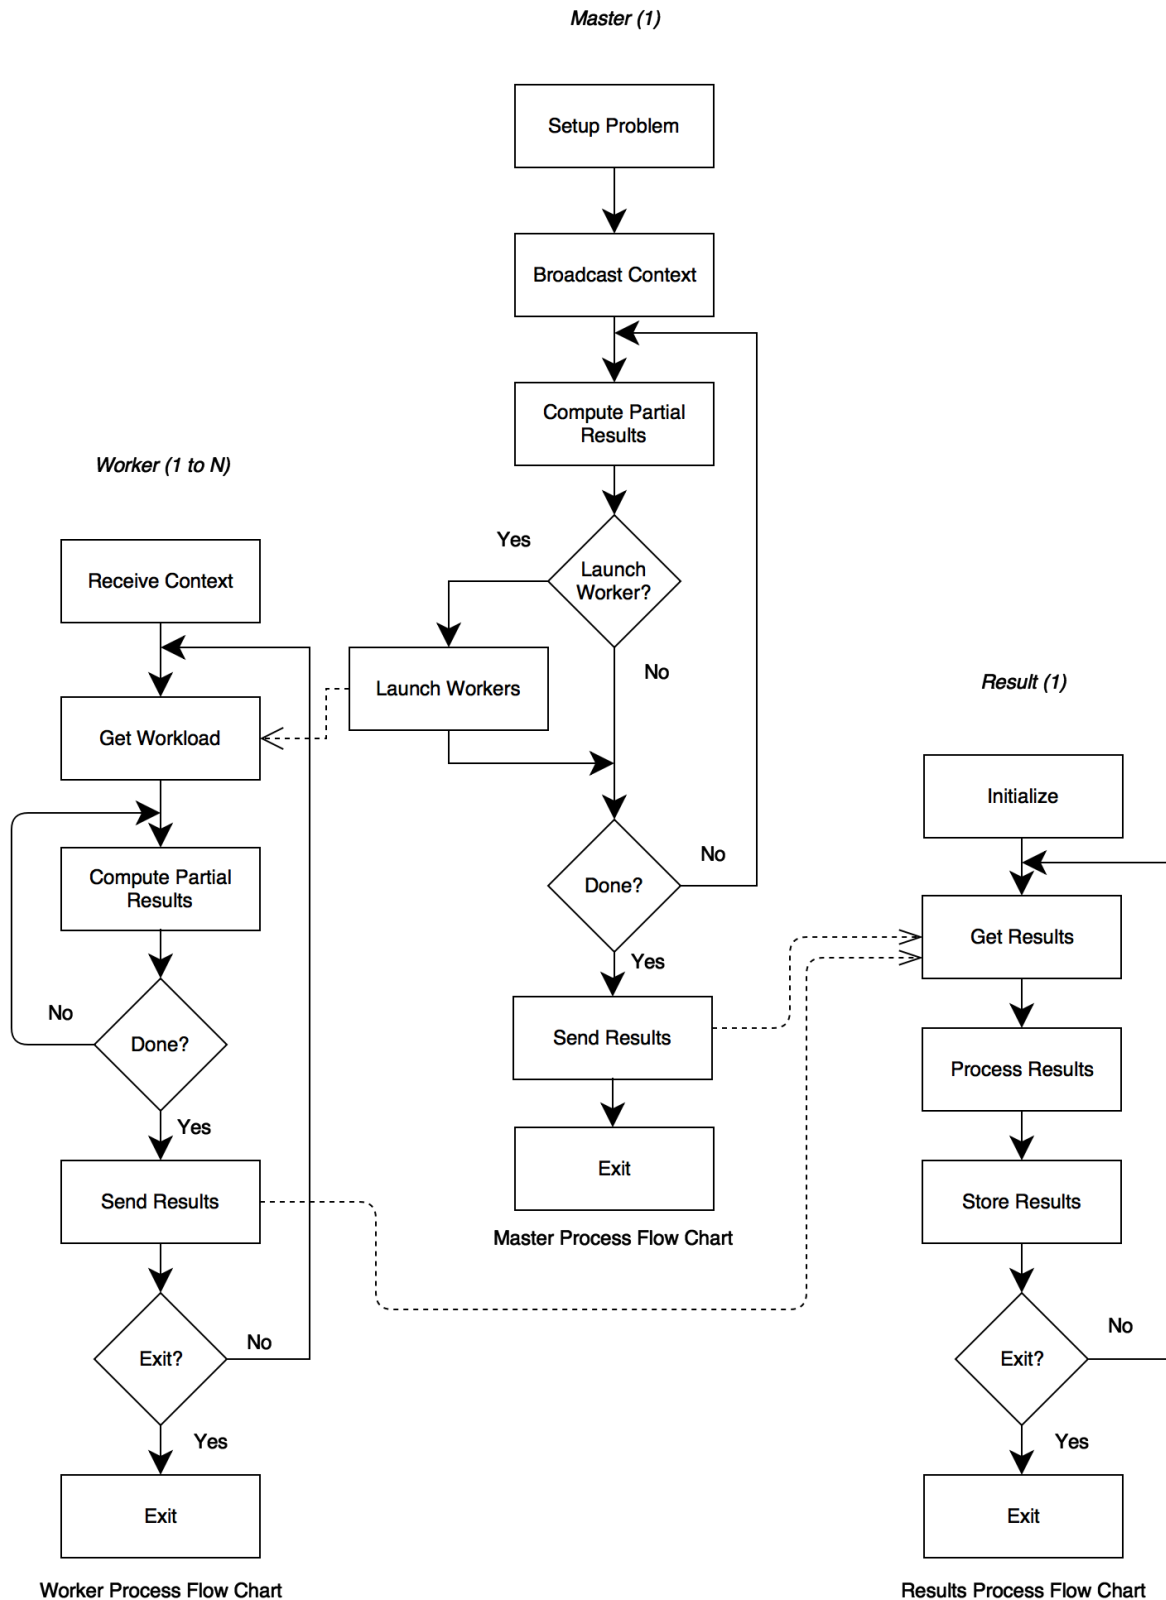 Master (1)
Setup Problem
Broadcast Context
Compute Partial
Results
Launch
Worker?
Yes
No
Launch Workers
Done?
No
Yes
Send Results
Exit
Master Process Flow Chart
Worker (1 to N)
Receive Context
Get Workload
Compute Partial
Results
Done?
No
Yes
Send Results
Exit?
No
Yes
Exit
Worker Process Flow Chart
Result (1)
Initialize
Get Results
Process Results
Store Results
Exit?
No
Yes
Exit
Results Process Flow Chart